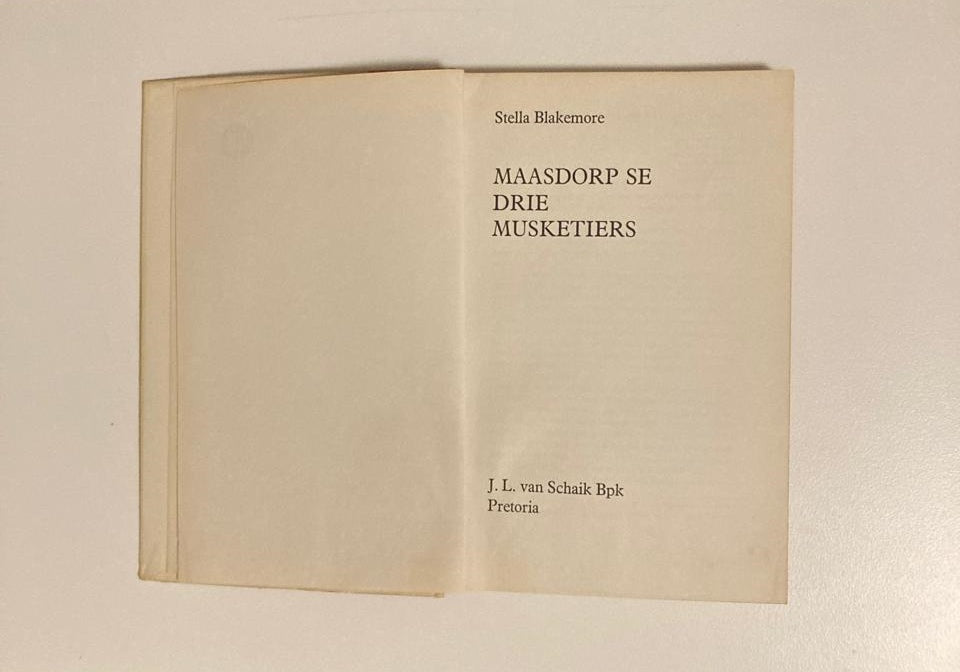 Stella Blakemore
MAASDORP SE
DRIE
MUSKETIERS
J. L. van Schaik Bpk
Pretoria